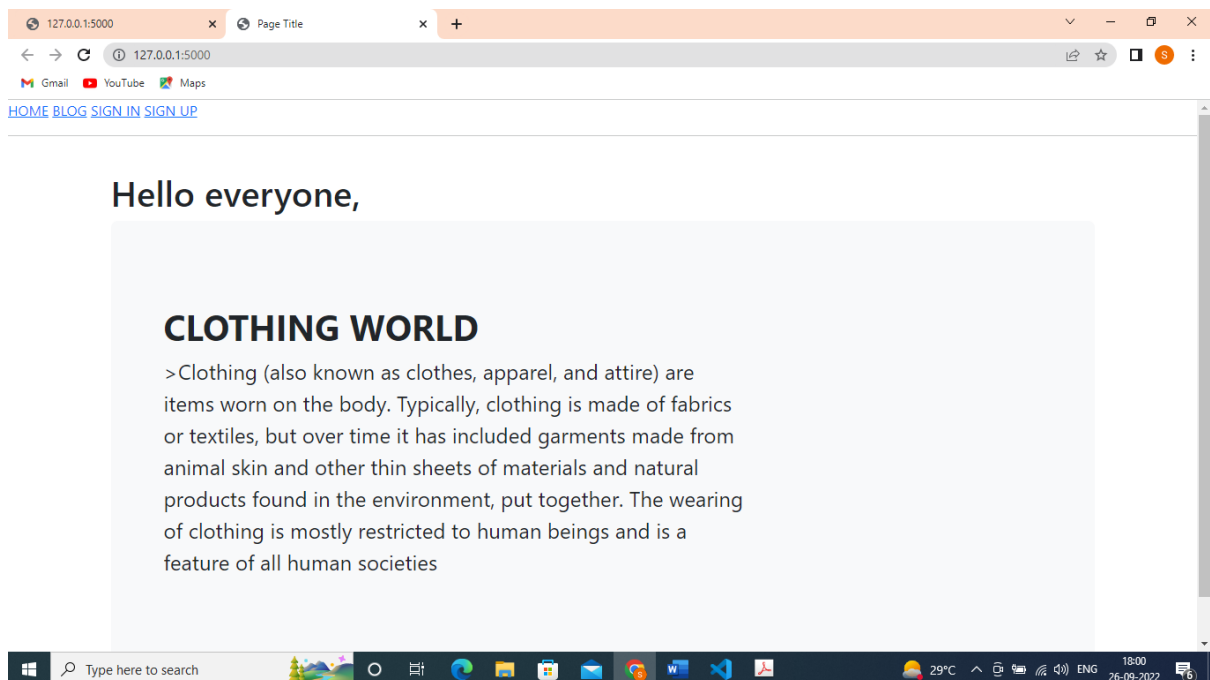 127.0.0.1:5000
Page Title
127.0.0.1:5000
Gmail YouTube Maps
HOME BLOG SIGN IN SIGN UP
Hello everyone,
CLOTHING WORLD
>Clothing (also known as clothes, apparel, and attire) are
items worn on the body. Typically, clothing is made of fabrics
or textiles, but over time it has included garments made from
animal skin and other thin sheets of materials and natural
products found in the environment, put together. The wearing
of clothing is mostly restricted to human beings and is a
feature of all human societies
Type here to search
29°C ENG
18:00
26-09-2022
6
S